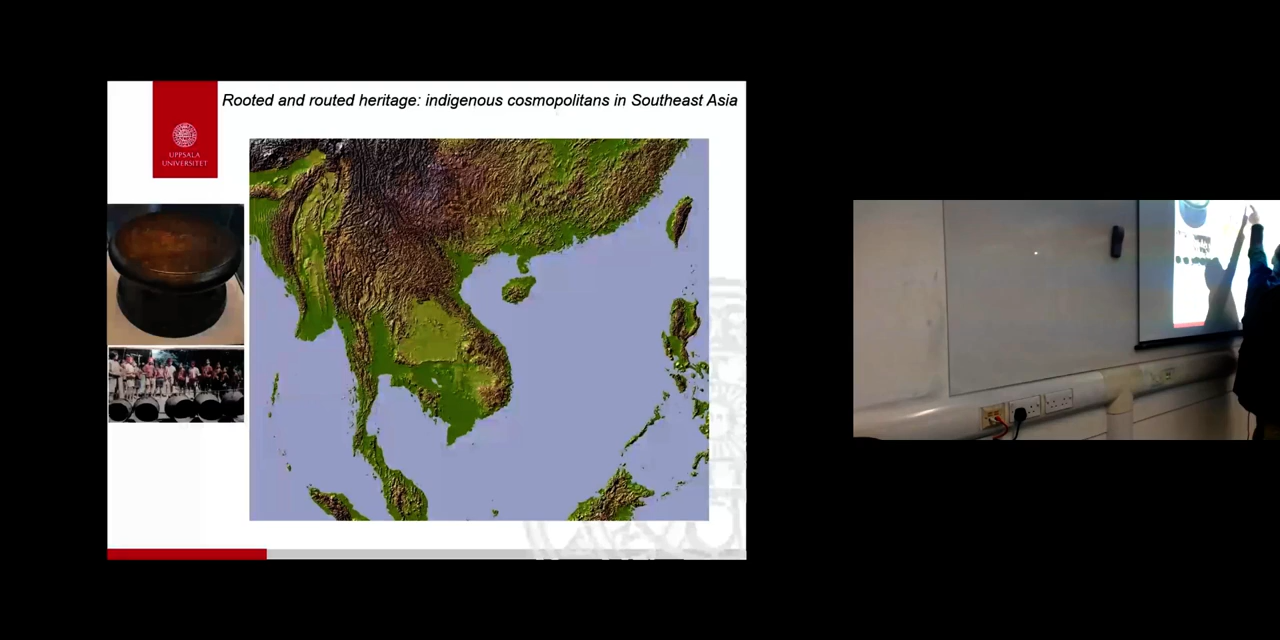 Rooted and routed heritage: indigenous cosmopolitans in Southeast Asia
UPPSALA
UNIVERSITET